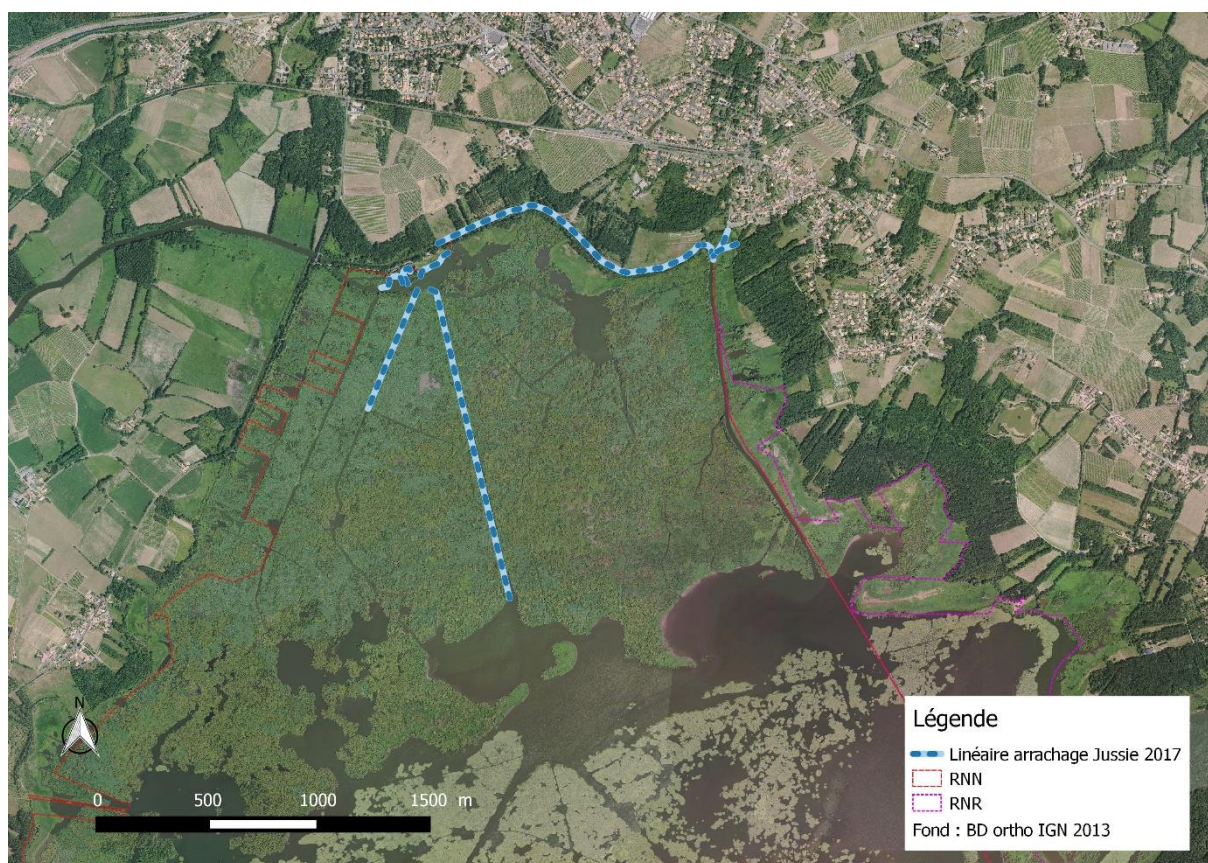 N
0 500 1000 1500 m
Légende
Linéaire arrachage Jussie 2017
RNN
RNR
Fond : BD ortho IGN 2013